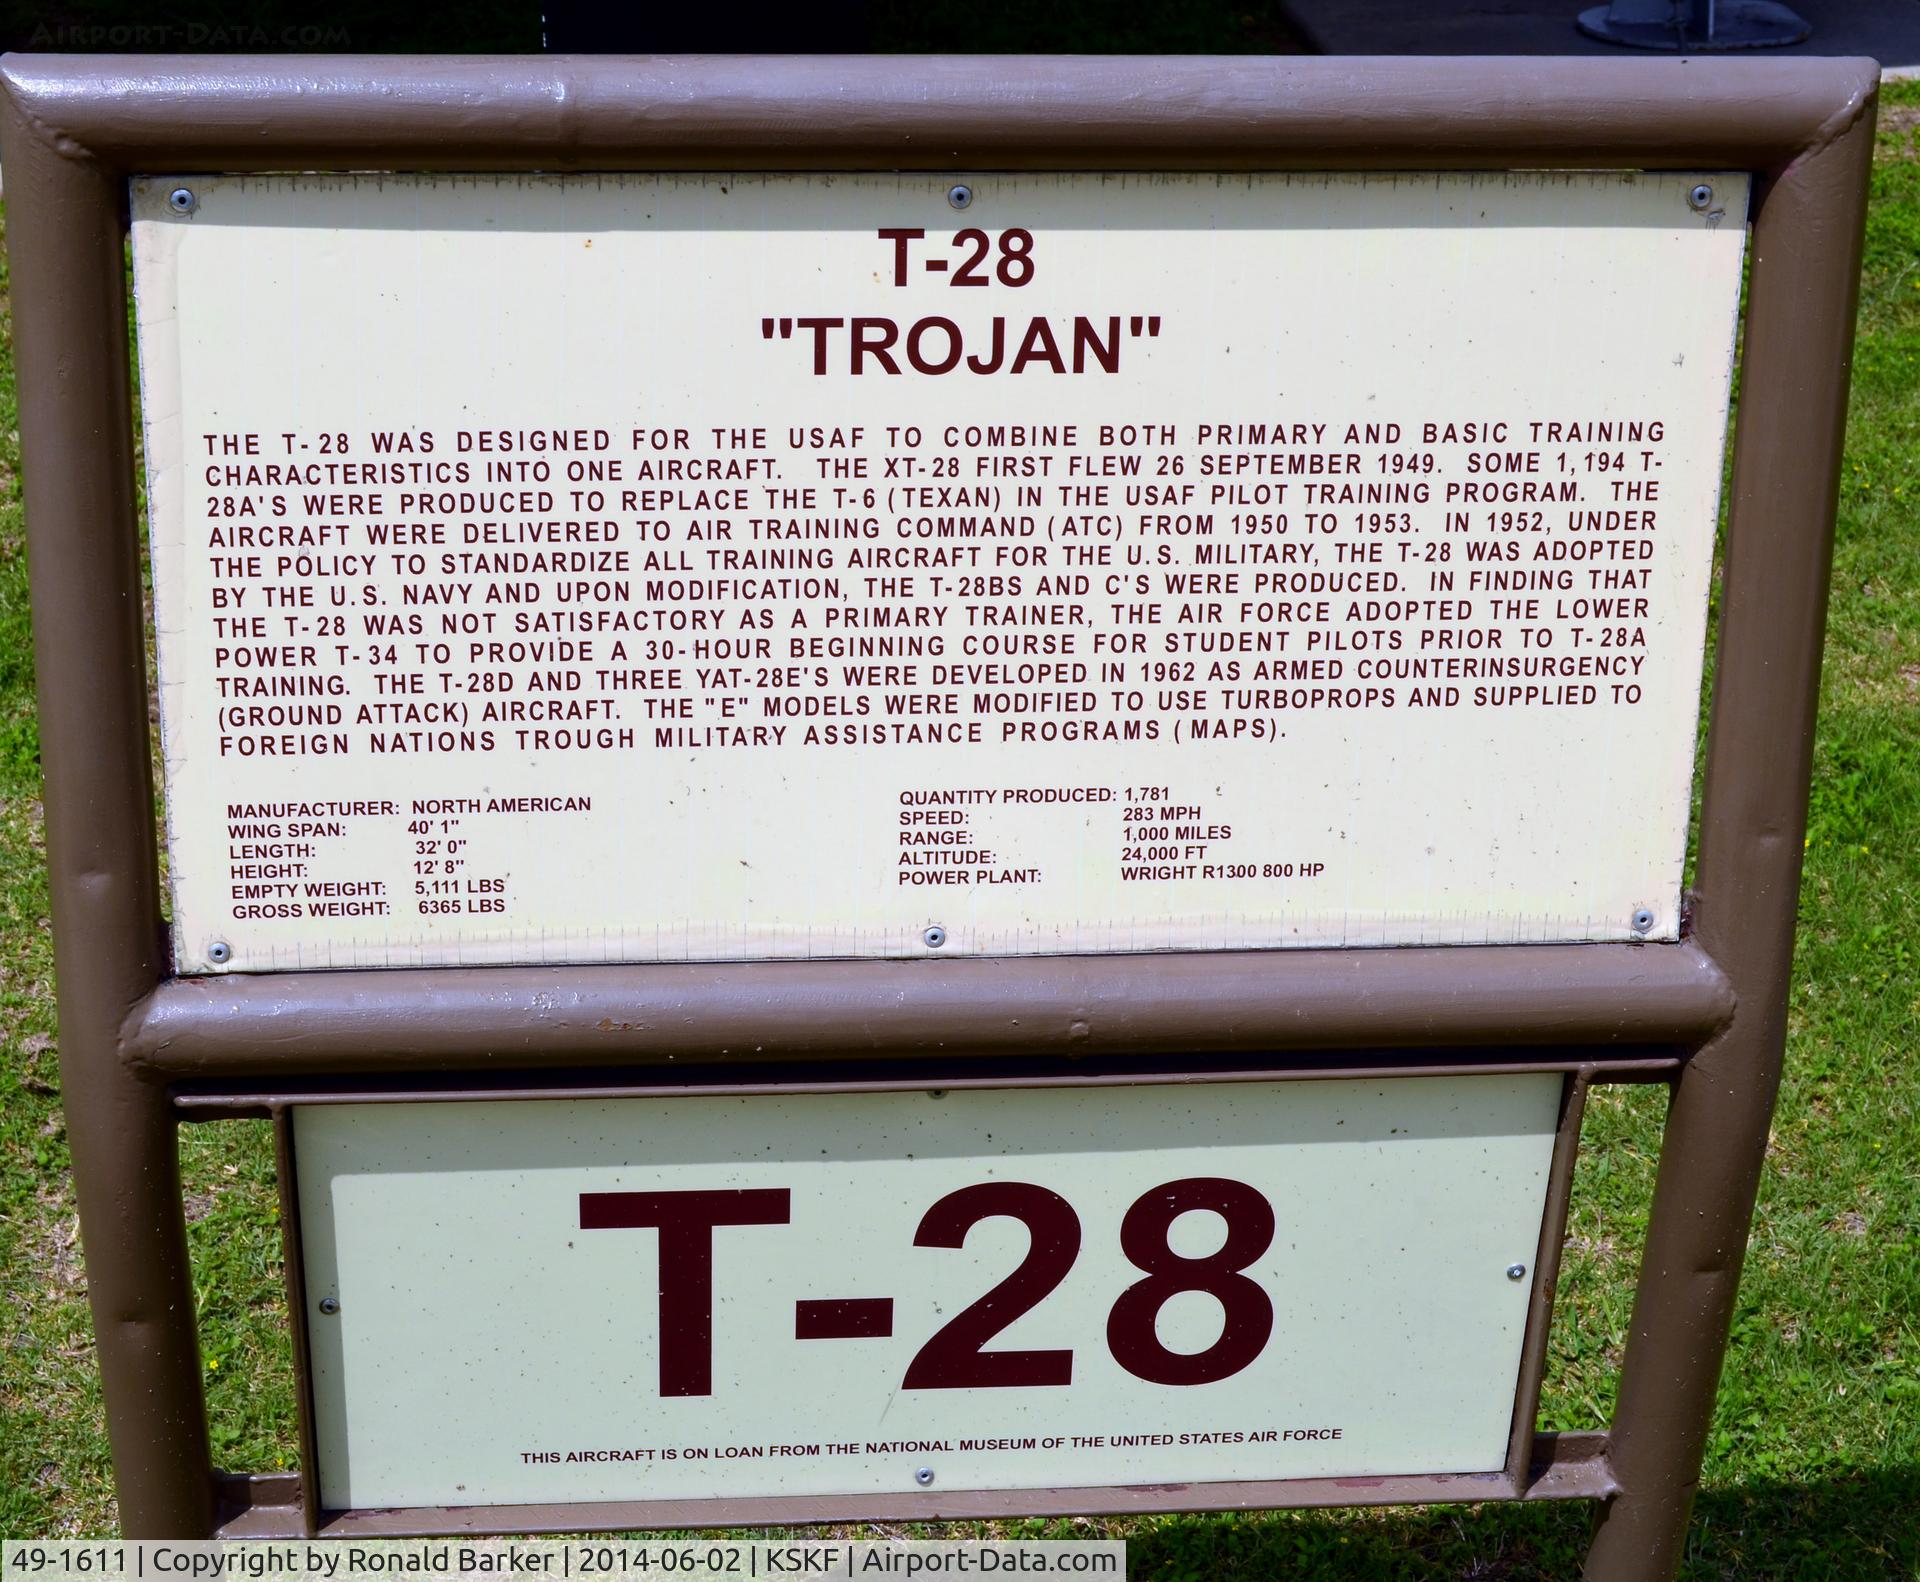 AIRPORT-DATA.COM
T-28
"TROJAN"
THE T-28 WAS DESIGNED FOR THE USAF TO COMBINE BOTH PRIMARY AND BASIC TRAINING
CHARACTERISTICS INTO ONE AIRCRAFT. THE XT-28 FIRST FLEW 26 SEPTEMBER 1949. SOME 1,194 T-
28A'S WERE PRODUCED TO REPLACE THE T-6 (TEXAN) IN THE USAF PILOT TRAINING PROGRAM. THE
AIRCRAFT WERE DELIVERED TO AIR TRAINING COMMAND (ATC) FROM 1950 TO 1953. IN 1952, UNDER
THE POLICY TO STANDARDIZE ALL TRAINING AIRCRAFT FOR THE U.S. MILITARY, THE T-28 WAS ADOPTED
BY THE U.S. NAVY AND UPON MODIFICATION, THE T-28BS AND C'S WERE PRODUCED. IN FINDING THAT
THE T-28 WAS NOT SATISFACTORY AS A PRIMARY TRAINER, THE AIR FORCE ADOPTED THE LOWER
POWER T-34 TO PROVIDE A 30-HOUR BEGINNING COURSE FOR STUDENT PILOTS PRIOR TO T-28A
TRAINING. THE T-28D AND THREE YAT-28E'S WERE DEVELOPED IN 1962 AS ARMED COUNTERINSURGENCY
(GROUND ATTACK) AIRCRAFT. THE "E" MODELS WERE MODIFIED TO USE TURBOPROPS AND SUPPLIED TO
FOREIGN NATIONS TROUGH MILITARY ASSISTANCE PROGRAMS (MAPS).
MANUFACTURER: NORTH AMERICAN
WING SPAN: 40' 1"
LENGTH: 32' 0"
HEIGHT: 12' 8"
EMPTY WEIGHT: 5,111 LBS
GROSS WEIGHT: 6365 LBS
QUANTITY PRODUCED: 1,781
SPEED: 283 MPH
RANGE: 1,000 MILES
ALTITUDE: 24,000 FT
POWER PLANT: WRIGHT R1300 800 HP
T-28
THIS AIRCRAFT IS ON LOAN FROM THE NATIONAL MUSEUM OF THE UNITED STATES AIR FORCE
49-1611 | Copyright by Ronald Barker | 2014-06-02 | KSKF | Airport-Data.com